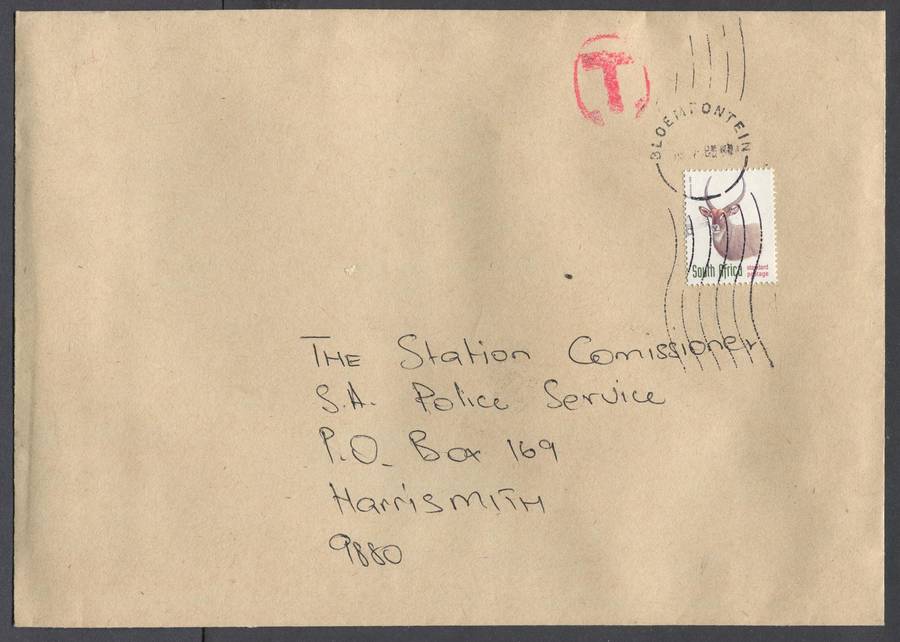 T
BLOEMFONTEIN
South Africa standard postage
THE Station Comissioner
S.A. Police Service
P.O. Box 169
HarrisMITH
9880